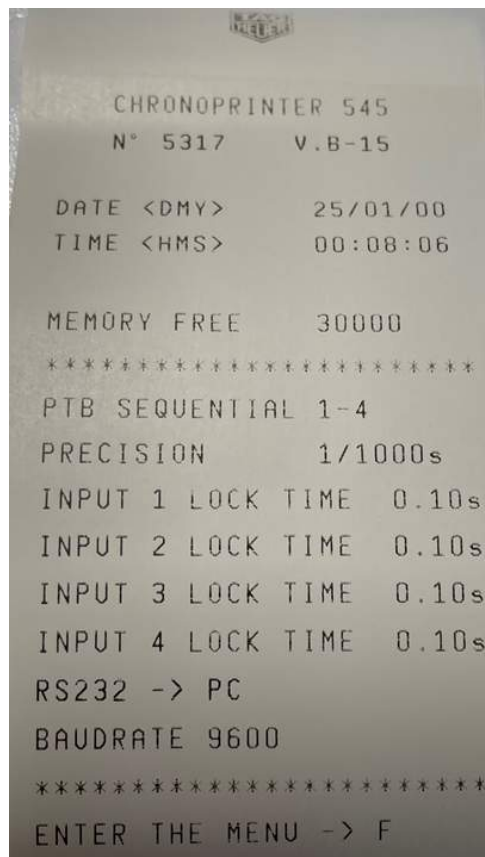 TAG
HEUER
CHRONOPRINTER 545
N° 5317 V.B-15
DATE <DMY> 25/01/00
TIME <HMS> 00:08:06
MEMORY FREE 30000
************************
PTB SEQUENTIAL 1-4
PRECISION 1/1000s
INPUT 1 LOCK TIME 0.10s
INPUT 2 LOCK TIME 0.10s
INPUT 3 LOCK TIME 0.10s
INPUT 4 LOCK TIME 0.10s
RS232 -> PC
BAUDRATE 9600
************************
ENTER THE MENU -> F